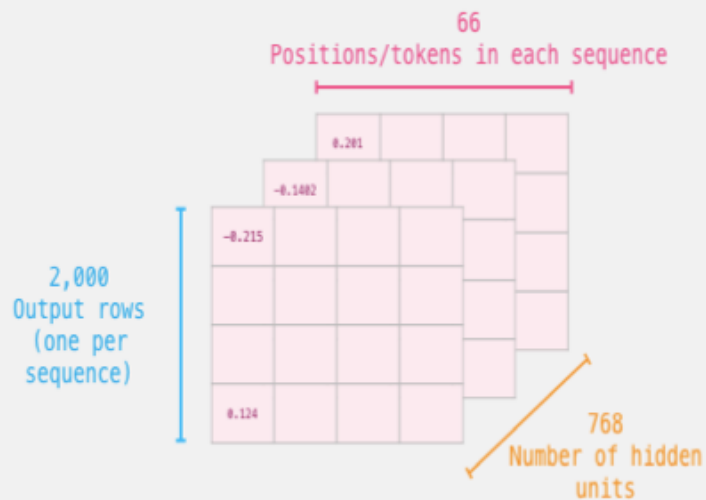 66
Positions/tokens in each sequence
0.201
-0.1402
-0.215
2,000
Output rows
(one per
sequence)
0.124
768
Number of hidden
units